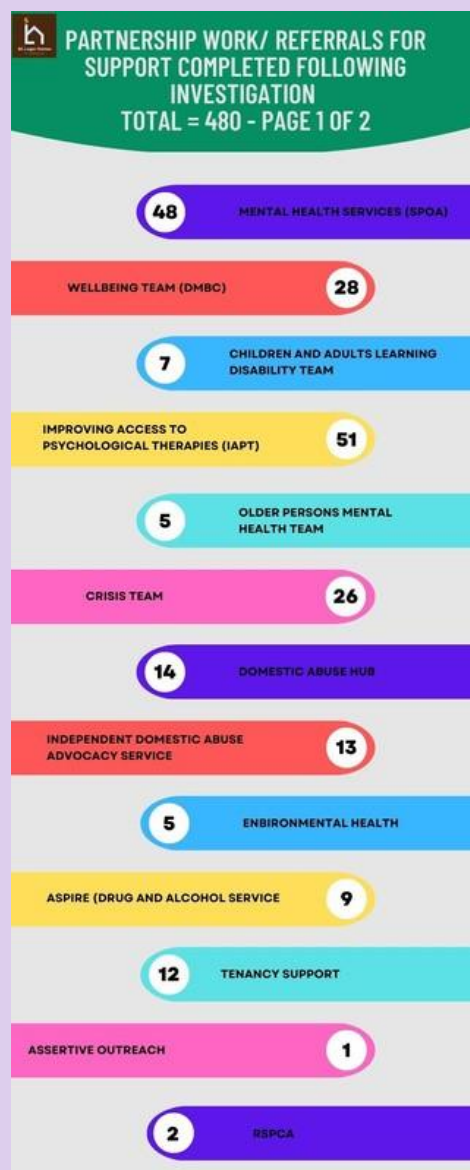 PARTNERSHIP WORK/ REFERRALS FOR
SUPPORT COMPLETED FOLLOWING
INVESTIGATION
TOTAL = 480 - PAGE 1 OF 2
48
MENTAL HEALTH SERVICES (SPOA)
WELLBEING TEAM (DMBC)
28
7
CHILDREN AND ADULTS LEARNING
DISABILITY TEAM
IMPROVING ACCESS TO
PSYCHOLOGICAL THERAPIES (IAPT)
51
5
OLDER PERSONS MENTAL
HEALTH TEAM
CRISIS TEAM
26
14
DOMESTIC ABUSE HUB
INDEPENDENT DOMESTIC ABUSE
ADVOCACY SERVICE
13
5
ENBIRONMENTAL HEALTH
ASPIRE (DRUG AND ALCOHOL SERVICE
9
12
TENANCY SUPPORT
ASSERTIVE OUTREACH
1
2
RSPCA